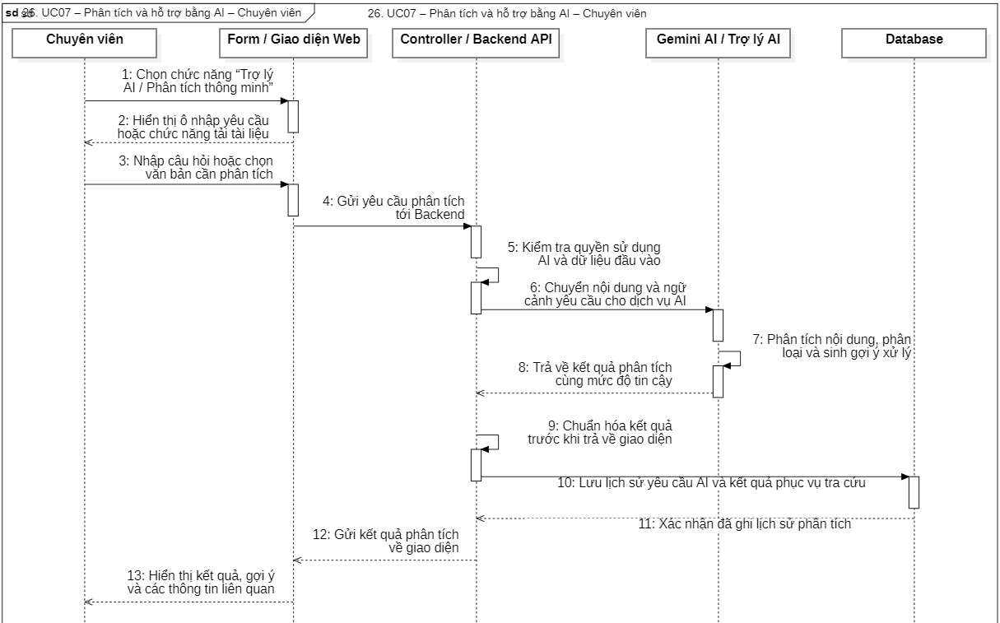 sd 26. UC07 – Phân tích và hỗ trợ bằng AI – Chuyên viên
26. UC07 – Phân tích và hỗ trợ bằng AI – Chuyên viên
Chuyên viên
Form / Giao diện Web
Controller / Backend API
Gemini AI / Trợ lý AI
Database
1: Chọn chức năng “Trợ lý
AI / Phân tích thông minh”
2: Hiển thị ô nhập yêu cầu
hoặc chức năng tải tài liệu
3: Nhập câu hỏi hoặc chọn
văn bản cần phân tích
4: Gửi yêu cầu phân tích
tới Backend
5: Kiểm tra quyền sử dụng
AI và dữ liệu đầu vào
6: Chuyển nội dung và ngữ
cảnh yêu cầu cho dịch vụ AI
7: Phân tích nội dung, phân
loại và sinh gợi ý xử lý
8: Trả về kết quả phân tích
cùng mức độ tin cậy
9: Chuẩn hóa kết quả
trước khi trả về giao diện
10: Lưu lịch sử yêu cầu AI và kết quả phục vụ tra cứu
11: Xác nhận đã ghi lịch sử phân tích
12: Gửi kết quả phân tích
về giao diện
13: Hiển thị kết quả, gợi ý
và các thông tin liên quan